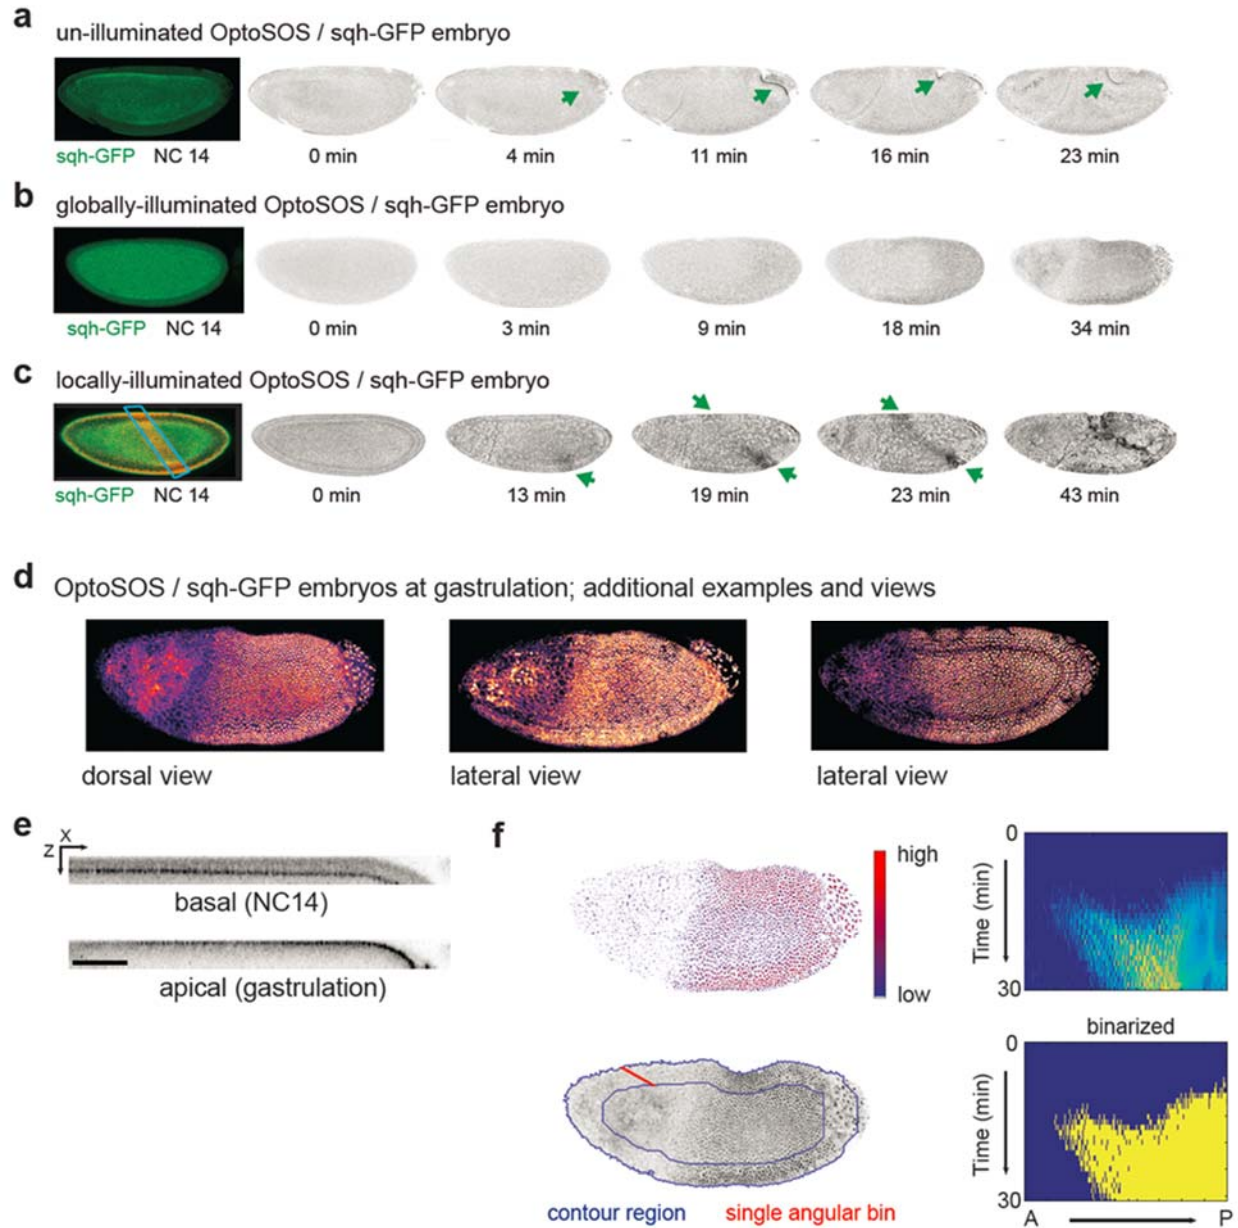 a un-illuminated OptoSOS / sqh-GFP embryo
sqh-GFP NC 14 0 min 4 min 11 min 16 min 23 min
b globally-illuminated OptoSOS / sqh-GFP embryo
sqh-GFP NC 14 0 min 3 min 9 min 18 min 34 min
c locally-illuminated OptoSOS / sqh-GFP embryo
sqh-GFP NC 14 0 min 13 min 19 min 23 min 43 min
d OptoSOS / sqh-GFP embryos at gastrulation; additional examples and views
dorsal view lateral view lateral view
e
x
z
basal (NC14)
apical (gastrulation)
f
high
low
contour region single angular bin
0
Time (min)
30
binarized
0
Time (min)
30
A P